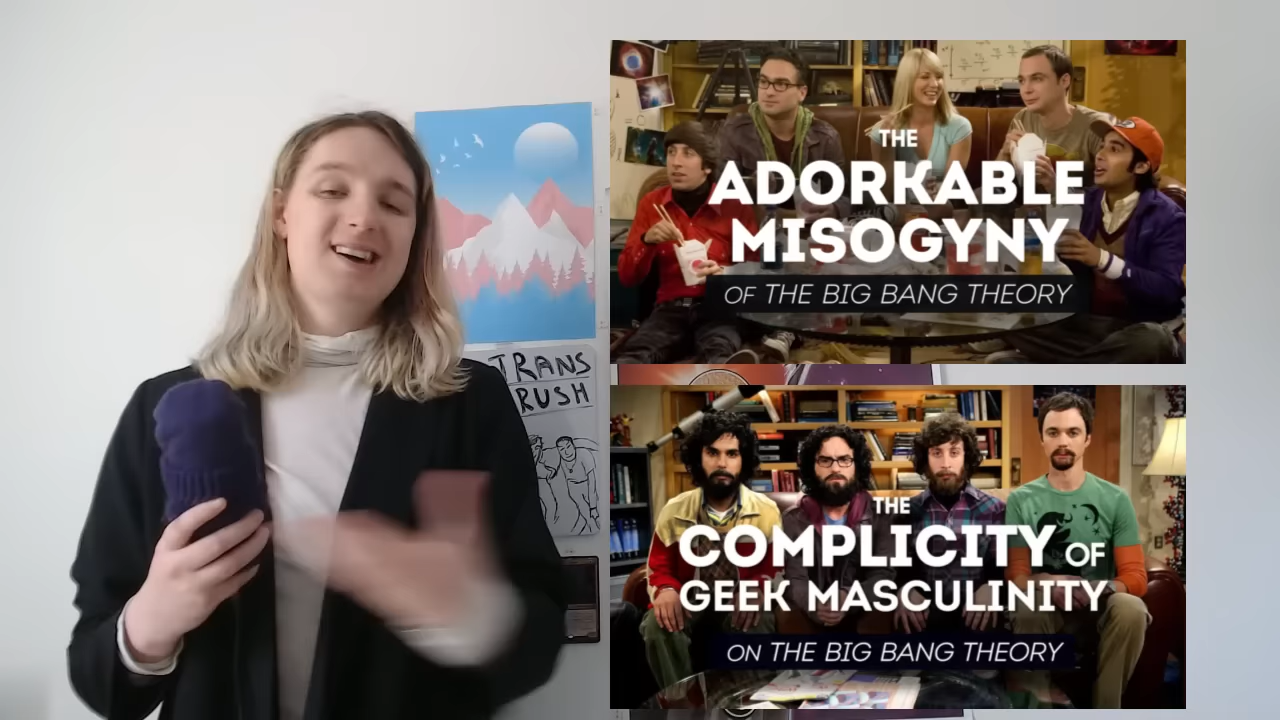 TRANS
RUSH
THE
ADORKABLE
MISOGYNY
OF THE BIG BANG THEORY
THE
COMPLICITY OF
GEEK MASCULINITY
ON THE BIG BANG THEORY